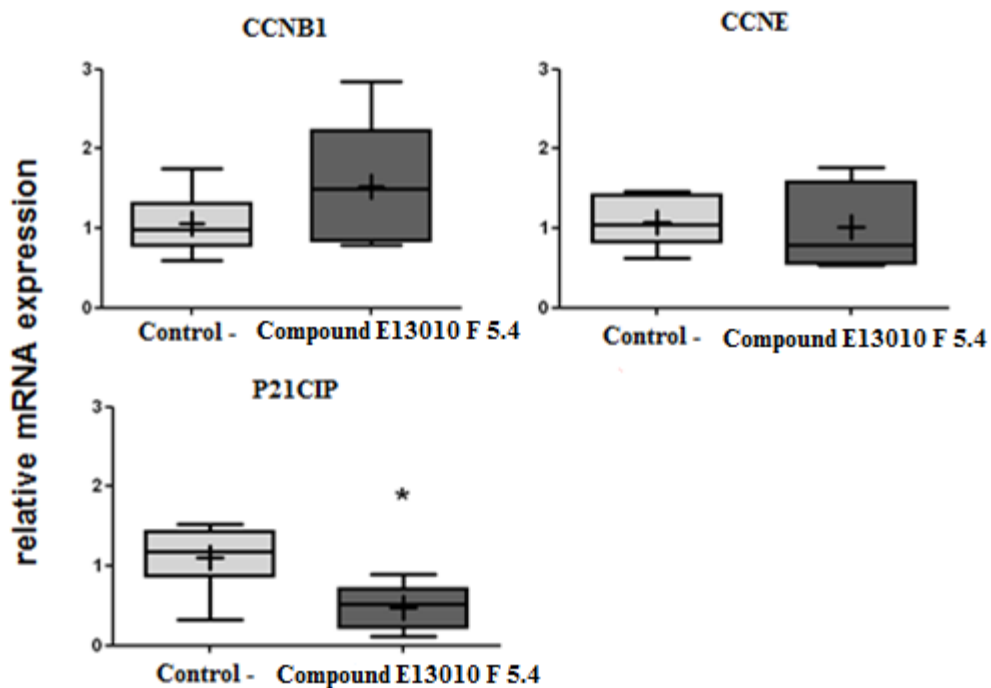 CCNB1
CCNE
relative mRNA expression
3
2
1
0
Control -
Compound E13010 F 5.4
3
2
1
0
Control -
Compound E13010 F 5.4
P21CIP
3
2
1
0
*
Control -
Compound E13010 F 5.4